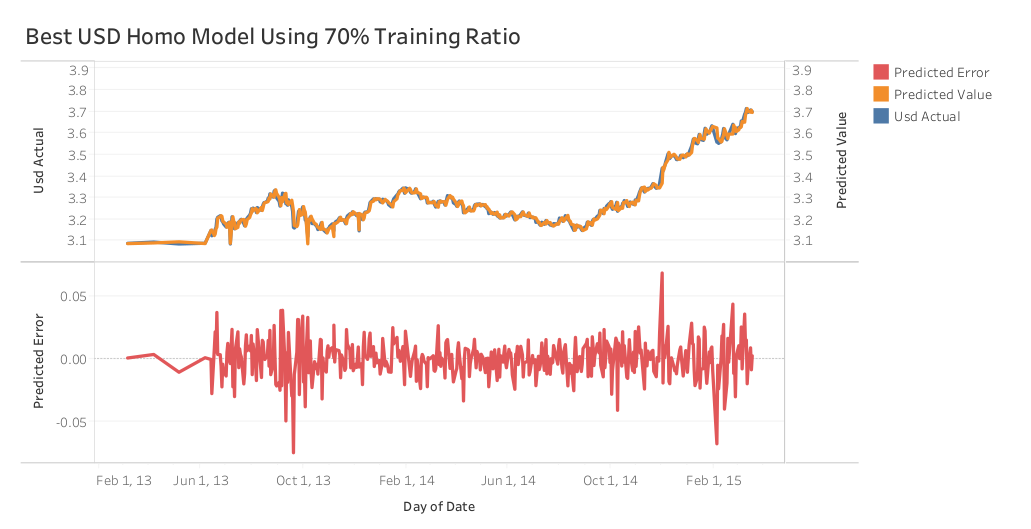 Best USD Homo Model Using 70% Training Ratio
Usd Actual
3.9
3.8
3.7
3.6
3.5
3.4
3.3
3.2
3.1
3.9
3.8
3.7
3.6
3.5
3.4
3.3
3.2
3.1
Predicted Value
Predicted Error
Predicted Value
Usd Actual
Predicted Error
0.05
0.00
-0.05
Feb 1, 13 Jun 1, 13 Oct 1, 13 Feb 1, 14 Jun 1, 14 Oct 1, 14 Feb 1, 15
Day of Date